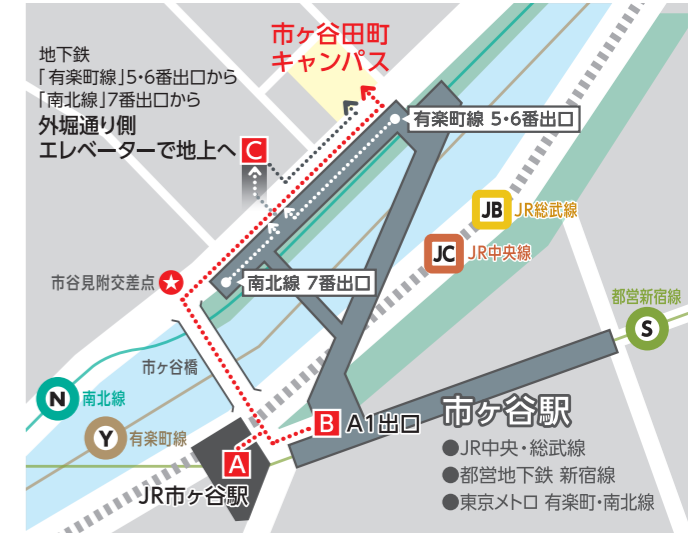 市ヶ谷田町
キャンパス
地下鉄
「有楽町線」5・6番出口から
「南北線」7番出口から
外堀通り側
エレベーターで地上へ
C
有楽町線 5・6番出口
JB
JR総武線
JC
JR中央線
市谷見附交差点
南北線 7番出口
都営新宿線
S
市ヶ谷橋
N
南北線
Y
有楽町線
B
A1出口
A
JR市ヶ谷駅
市ヶ谷駅
●JR中央・総武線
●都営地下鉄 新宿線
●東京メトロ 有楽町・南北線